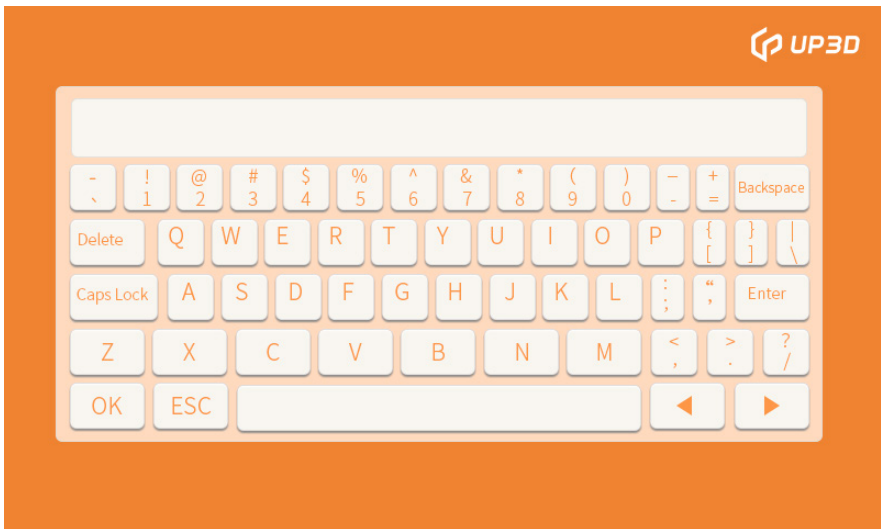 UP3D
- ! @ # $ % ^ & * ( ) — +
、 1 2 3 4 5 6 7 8 9 0 - = Backspace
Delete Q W E R T Y U I O P { } |
[ ] \
Caps Lock A S D F G H J K L : “ Enter
; ,
Z X C V B N M < > ?
, . /
OK ESC ◀ ▶